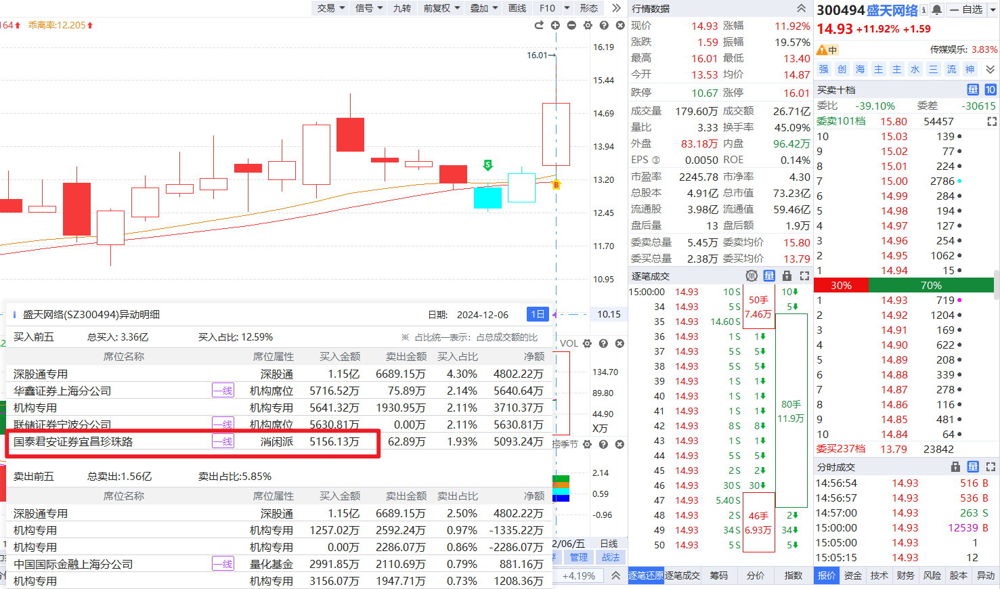 交易 信号 九转 前复权 叠加 画线 F10 形态
164 乖离率:12.205
16.01→
16.19
15.44
14.69
13.94
13.20
12.45
11.70
10.95
10.15
S
B
VOL
134.70
89.80
44.90
X万
捞季节
2.14
0.59
-0.96
2/06/五 日线
管理 战法
+4.19%
盛天网络(SZ300494)异动明细 日期: 2024-12-06 1日
买入前五 总买入: 3.36亿 买入占比: 12.59% ※ 占比统一表示: 占总成交额的比
席位名称 席位属性 买入金额 卖出金额 买入占比 净额
深股通专用 深股通 1.15亿 6689.15万 4.30% 4802.22万
华鑫证券上海分公司 一线 机构席位 5716.52万 75.89万 2.14% 5640.64万
机构专用 机构专用 5641.32万 1930.95万 2.11% 3710.37万
联储证券宁波分公司 一线 机构席位 5630.81万 0.00万 2.11% 5630.81万
国泰君安证券宜昌珍珠路 一线 消闲派 5156.13万 62.89万 1.93% 5093.24万
卖出前五 总卖出:1.56亿 卖出占比:5.85%
席位名称 席位属性 买入金额 卖出金额 卖出占比 净额
深股通专用 深股通 1.15亿 6689.15万 2.50% 4802.22万
机构专用 机构专用 1257.02万 2592.24万 0.97% -1335.22万
机构专用 机构专用 0.00万 2286.07万 0.86% -2286.07万
中国国际金融上海分公司 一线 量化基金 2991.85万 2110.69万 0.79% 881.16万
机构专用 机构专用 3156.07万 1947.71万 0.73% 1208.36万
行情数据
现价 14.93 涨幅 11.92%
涨跌 1.59 振幅 19.57%
最高 16.01 最低 13.40
今开 13.53 均价 14.87
跌停 10.67 涨停 16.01
成交量 179.60万 成交额 26.71亿
量比 3.33 换手率 45.09%
外盘 83.18万 内盘 96.42万
EPS ③ 0.0050 ROE 0.14%
市盈率 2245.78 市净率 4.30
总股本 4.91亿 总市值 73.23亿
流通股 3.98亿 流通值 59.46亿
盘后量 13 盘后额 1.9万
委卖总量 5.45万 委卖均价 15.80
委买总量 2.38万 委买均价 13.79
逐笔成交 单 量
15:00:00 14.93 10 S 10
34 14.93 5 S 5
35 14.93 14.60 S
36 14.93 1 S 1
37 14.93 5 S 5
38 14.93 5 S 5
39 14.93 1 S 1
40 14.93 1 S 1
41 14.93 1 S 1
42 14.93 8 S 8
43 14.93 1 S 1
44 14.93 5 S 5
45 14.93 2 S 2
46 14.93 30 S 30
47 14.93 5.40 S
48 14.93 2 S 2
49 14.93 34 S 34
50 14.93 5 S 5
50手
7.46万
80手
11.9万
46手
6.93万
逐笔还原 逐笔成交 筹码 分价 指数
300494 盛天网络 自选
14.93 +11.92% +1.59
中 传媒娱乐: 3.83%
强 创 海 主 主 水 三 流 神
买卖十档 量 10
委比 -39.10% 委差 -30615
委卖101档 15.80 54457
10 15.03 139
9 15.02 77
8 15.01 224
7 15.00 2786
6 14.99 284
5 14.98 194
4 14.97 127
3 14.96 254
2 14.95 1062
1 14.94 15
30% 70%
1 14.93 719
2 14.92 1204
3 14.91 169
4 14.90 622
5 14.89 208
6 14.88 339
7 14.87 278
8 14.86 116
9 14.85 481
10 14.84 64
委买237档 13.79 23842
分时成交 量
14:56:54 14.93 516 B
14:56:57 14.93 536 B
14:57:00 14.93 263 S
15:00:00 14.93 12539 B
15:05:00 14.93 1
15:05:15 14.93 12
报价 资金 技术 财务 风险 股本 异动